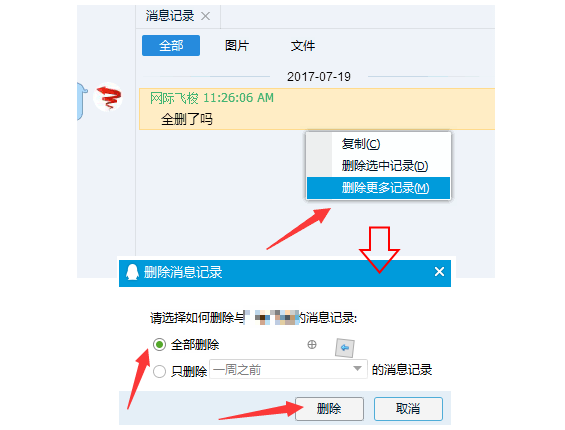 消息记录
全部 图片 文件
2017-07-19
网际飞梭 11:26:06 AM
全删了吗
复制(C)
删除选中记录(D)
删除更多记录(M)
删除消息记录
请选择如何删除与 的消息记录:
全部删除
只删除 一周之前 的消息记录
删除 取消